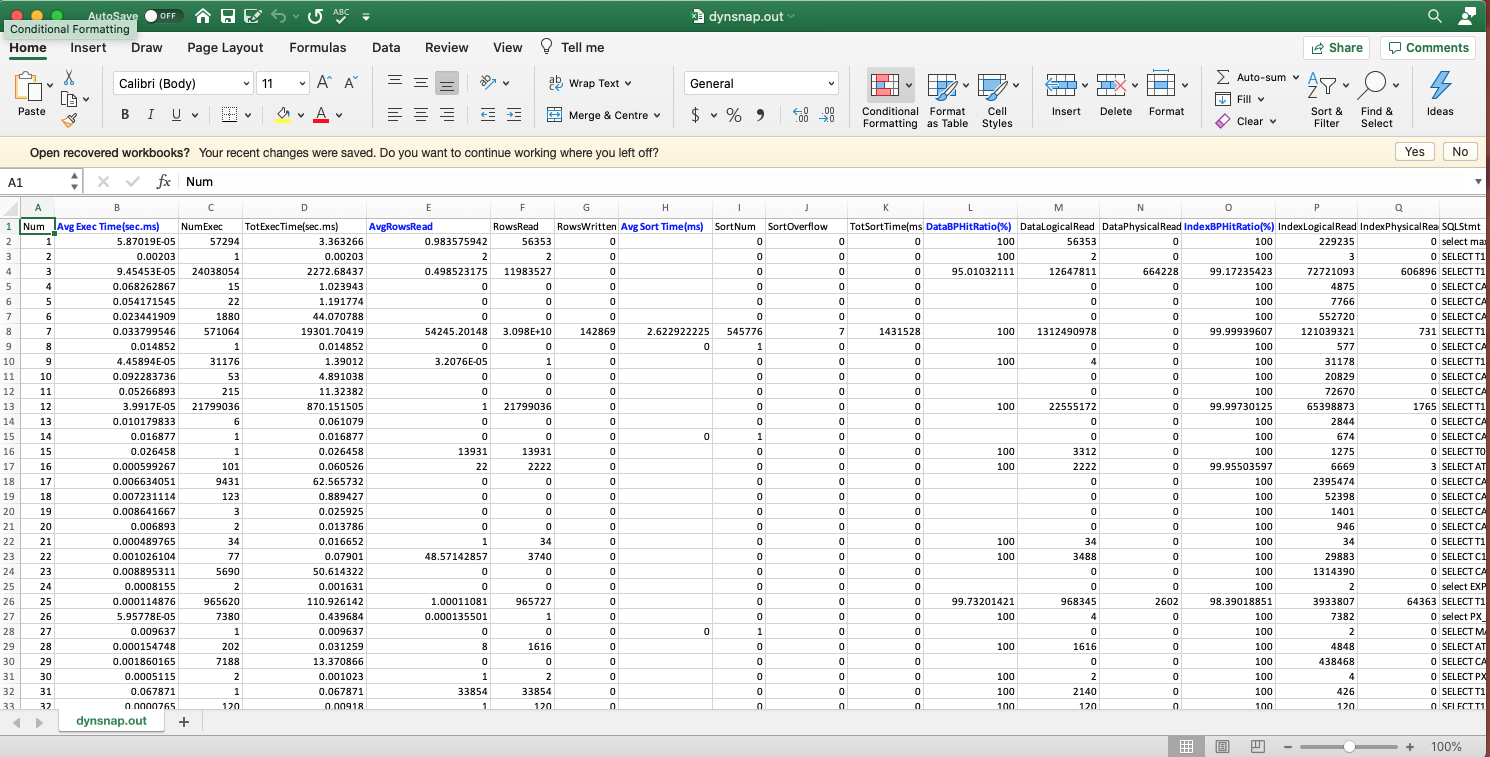 AutoSave OFF ABC dynsnap.out
Conditional Formatting
Home Insert Draw Page Layout Formulas Data Review View Tell me Share Comments
Paste Calibri (Body) 11 A A ab Wrap Text General Conditional Formatting Format as Table Cell Styles Insert Delete Format Auto-sum Fill Clear Sort & Filter Find & Select Ideas
B I U A Merge & Centre $ % .00
Open recovered workbooks? Your recent changes were saved. Do you want to continue working where you left off? Yes No
A1 fx Num
A B C D E F G H I J K L M N O P Q
1 Num Avg Exec Time(sec.ms) NumExec TotExecTime(sec.ms) AvgRowsRead RowsRead RowsWritten Avg Sort Time(ms) SortNum SortOverflow TotSortTime(ms DataBPHitRatio(%) DataLogicalRead DataPhysicalRead IndexBPHitRatio(%) IndexLogicalRead IndexPhysicalRea SQLStmt
2 1 5.87019E-05 57294 3.363266 0.983575942 56353 0 0 0 0 100 56353 0 100 229235 0 select ma
3 2 0.00203 1 0.00203 2 2 0 0 0 0 100 2 0 100 3 0 SELECT T1
4 3 9.45453E-05 24038054 2272.68437 0.498523175 11983527 0 0 0 0 95.01032111 12647811 664228 99.17235423 72721093 606896 SELECT T1
5 4 0.068262867 15 1.023943 0 0 0 0 0 0 0 0 100 4875 0 SELECT CA
6 5 0.054171545 22 1.191774 0 0 0 0 0 0 0 0 100 7766 0 SELECT CA
7 6 0.023441909 1880 44.070788 0 0 0 0 0 0 0 0 100 552720 0 SELECT CA
8 7 0.033799546 571064 19301.70419 54245.20148 3.098E+10 142869 2.622922225 545776 7 1431528 100 1312490978 0 99.99939607 121039321 731 SELECT T1
9 8 0.014852 1 0.014852 0 0 0 0 1 0 0 0 0 100 577 0 SELECT CA
10 9 4.45894E-05 31176 1.39012 3.2076E-05 1 0 0 0 0 100 4 0 100 31178 0 SELECT T1
11 10 0.092283736 53 4.891038 0 0 0 0 0 0 0 0 100 20829 0 SELECT CA
12 11 0.05266893 215 11.32382 0 0 0 0 0 0 0 0 100 72670 0 SELECT CA
13 12 3.9917E-05 21799036 870.151505 1 21799036 0 0 0 0 100 22555172 0 99.99730125 65398873 1765 SELECT T1
14 13 0.010179833 6 0.061079 0 0 0 0 0 0 0 0 100 2844 0 SELECT CA
15 14 0.016877 1 0.016877 0 0 0 0 1 0 0 0 0 100 674 0 SELECT CA
16 15 0.026458 1 0.026458 13931 13931 0 0 0 0 100 3312 0 100 1275 0 SELECT T0
17 16 0.000599267 101 0.060526 22 2222 0 0 0 0 100 2222 0 99.95503597 6669 3 SELECT AT
18 17 0.006634051 9431 62.565732 0 0 0 0 0 0 0 0 100 2395474 0 SELECT CA
19 18 0.007231114 123 0.889427 0 0 0 0 0 0 0 0 100 52398 0 SELECT CA
20 19 0.008641667 3 0.025925 0 0 0 0 0 0 0 0 100 1401 0 SELECT CA
21 20 0.006893 2 0.013786 0 0 0 0 0 0 0 0 100 946 0 SELECT CA
22 21 0.000489765 34 0.016652 1 34 0 0 0 0 100 34 0 100 34 0 SELECT T1
23 22 0.001026104 77 0.07901 48.57142857 3740 0 0 0 0 100 3488 0 100 29883 0 SELECT C1
24 23 0.008895311 5690 50.614322 0 0 0 0 0 0 0 0 100 1314390 0 SELECT CA
25 24 0.0008155 2 0.001631 0 0 0 0 0 0 0 0 100 2 0 select EXP
26 25 0.000114876 965620 110.926142 1.00011081 965727 0 0 0 0 99.73201421 968345 2602 98.39018851 3933807 64363 SELECT T1
27 26 5.95778E-05 7380 0.439684 0.000135501 1 0 0 0 0 100 4 0 100 7382 0 select PX_
28 27 0.009637 1 0.009637 0 0 0 0 1 0 0 0 0 100 2 0 SELECT MA
29 28 0.000154748 202 0.031259 8 1616 0 0 0 0 100 1616 0 100 4848 0 SELECT AT
30 29 0.001860165 7188 13.370866 0 0 0 0 0 0 0 0 100 438468 0 SELECT CA
31 30 0.0005115 2 0.001023 1 2 0 0 0 0 100 2 0 100 4 0 SELECT PX
32 31 0.067871 1 0.067871 33854 33854 0 0 0 0 100 2140 0 100 426 0 SELECT T1
33 32 0.0000765 120 0.00918 1 120 0 0 0 0 100 120 0 100 120 0 SELECT T1
dynsnap.out
100%